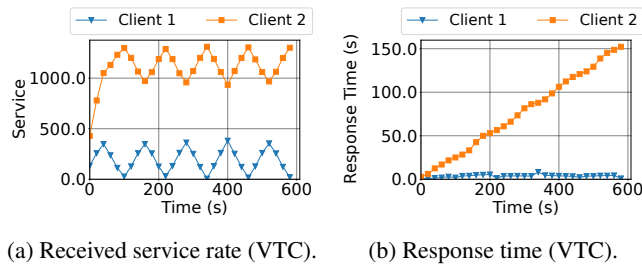 Client 1 Client 2
1000.0
500.0
0.0
Service
0 200 400 600
Time (s)
(a) Received service rate (VTC).
Client 1 Client 2
150.0
100.0
50.0
0.0
Response Time (s)
0 200 400 600
Time (s)
(b) Response time (VTC).